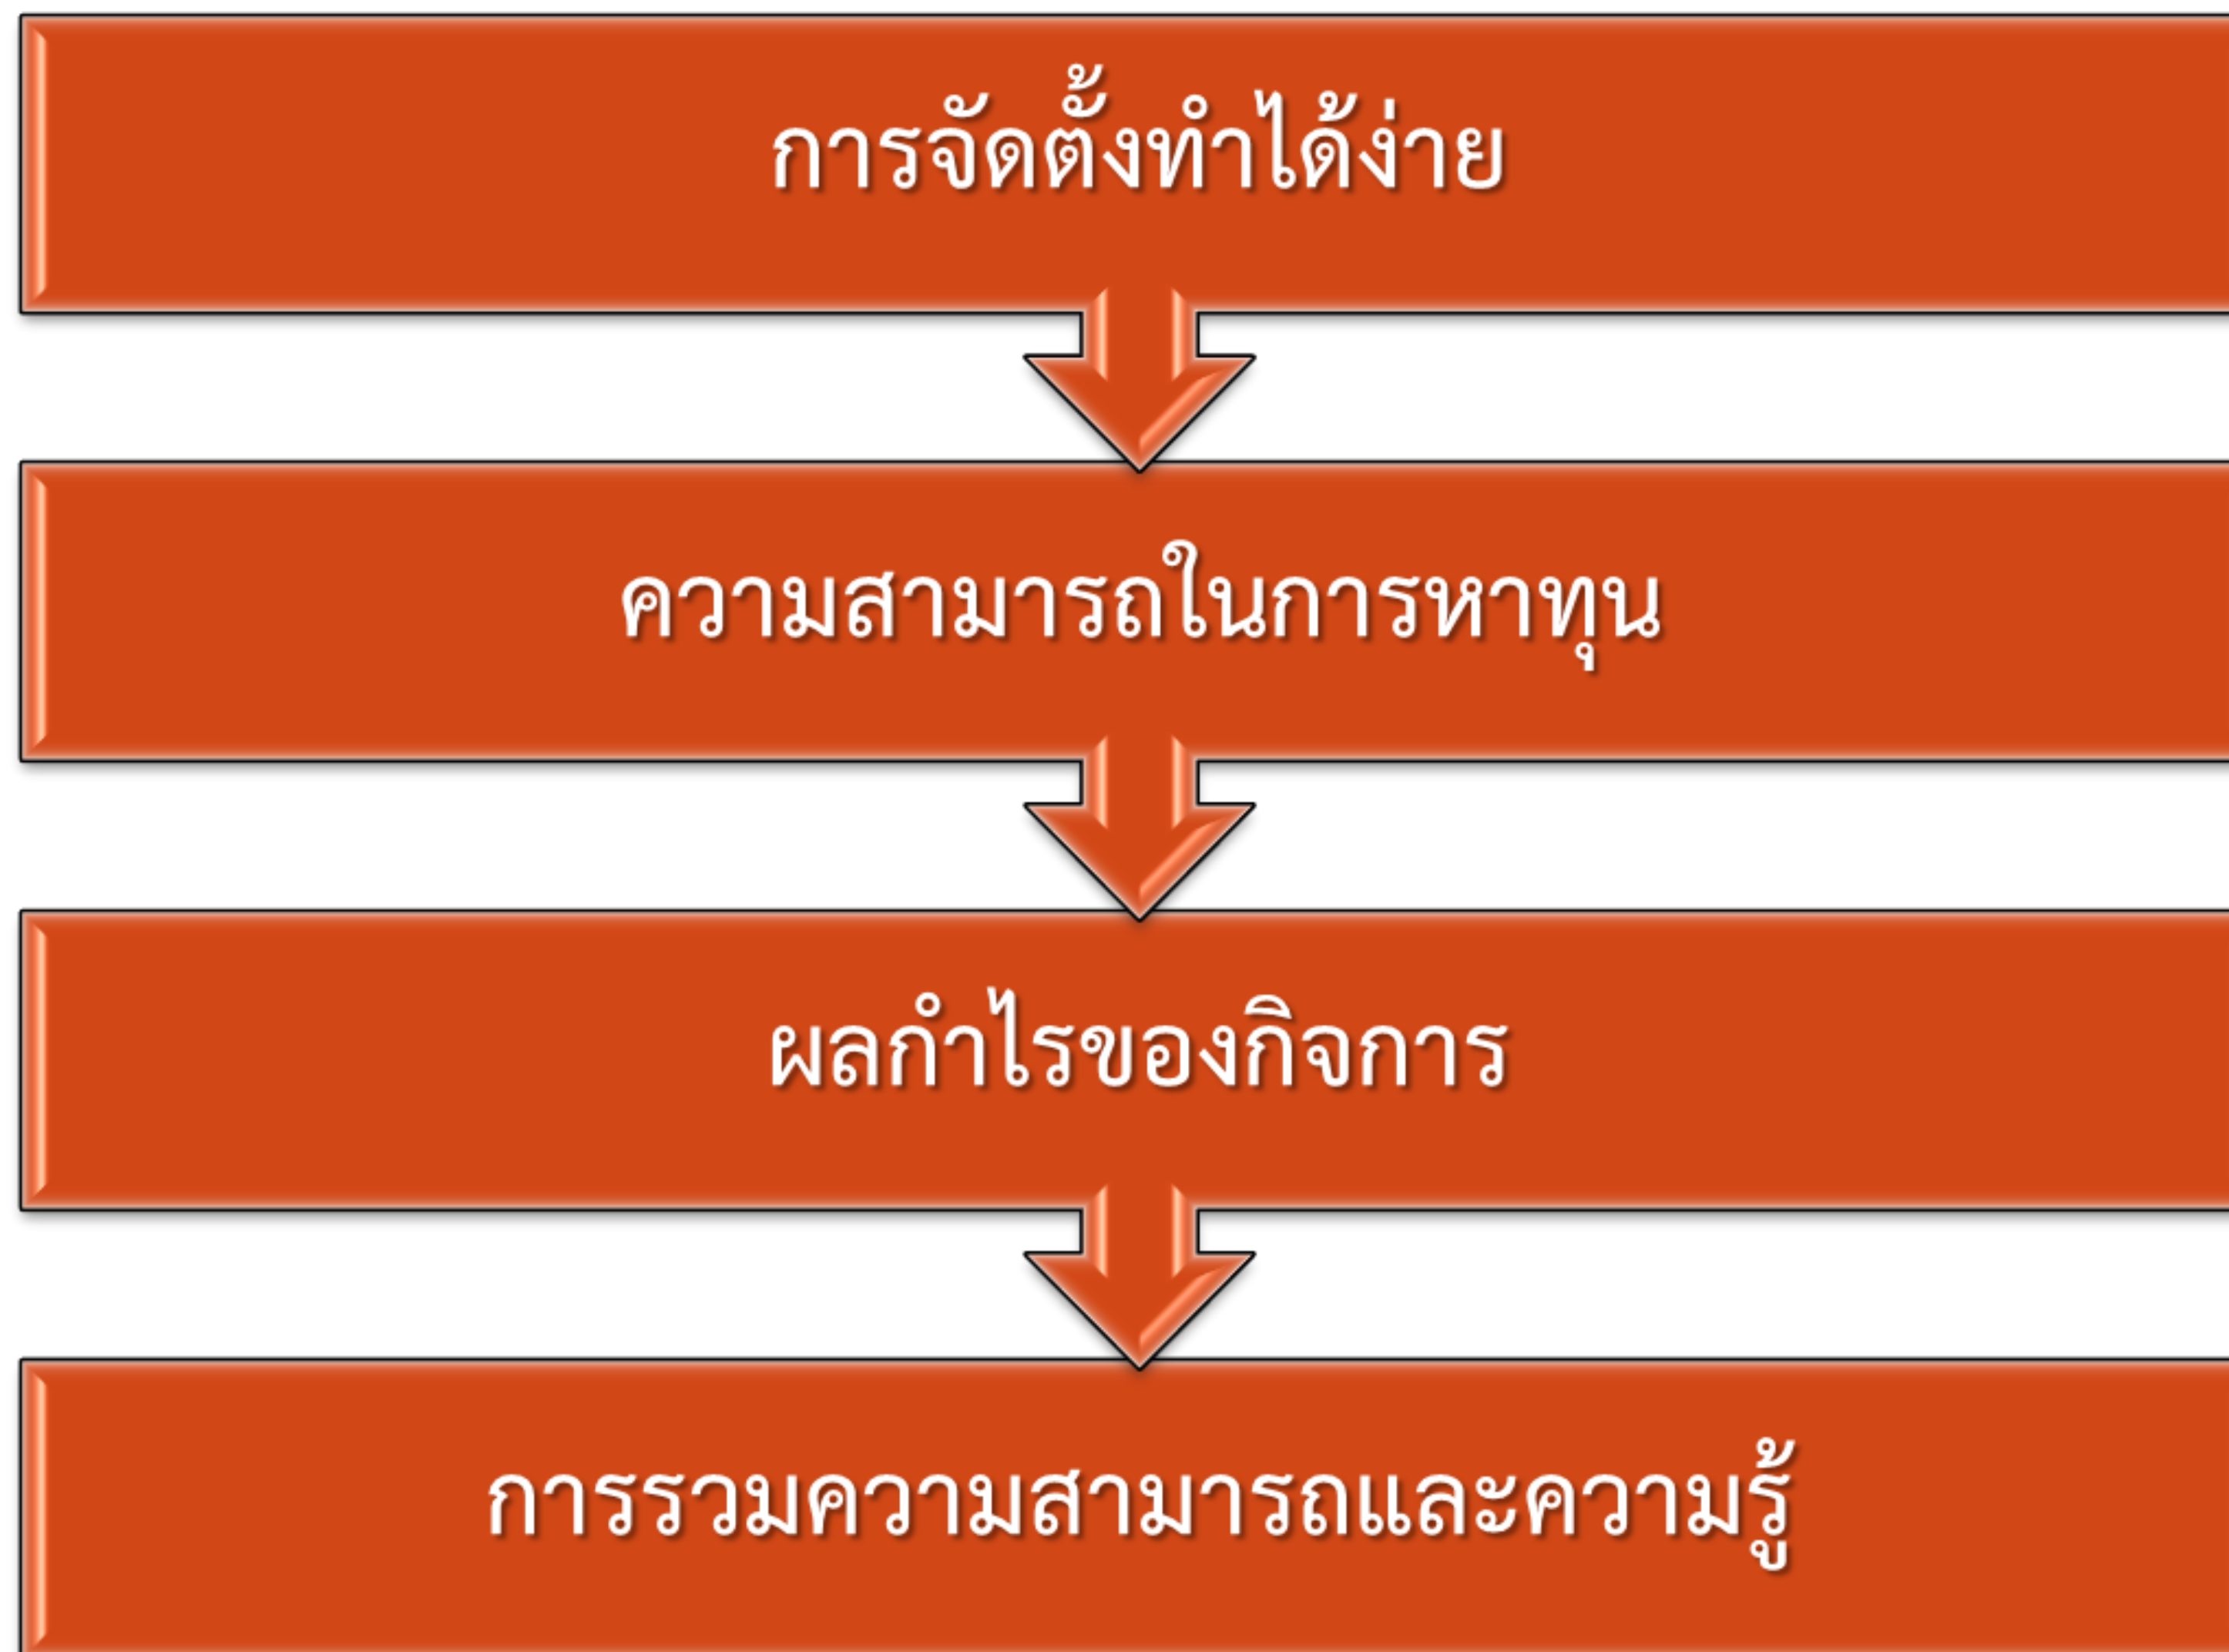 การจัดตั้งทำได้ง่าย
ความสามารถในการหาทุน
ผลกำไรของกิจการ
การรวมความสามารถและความรู้